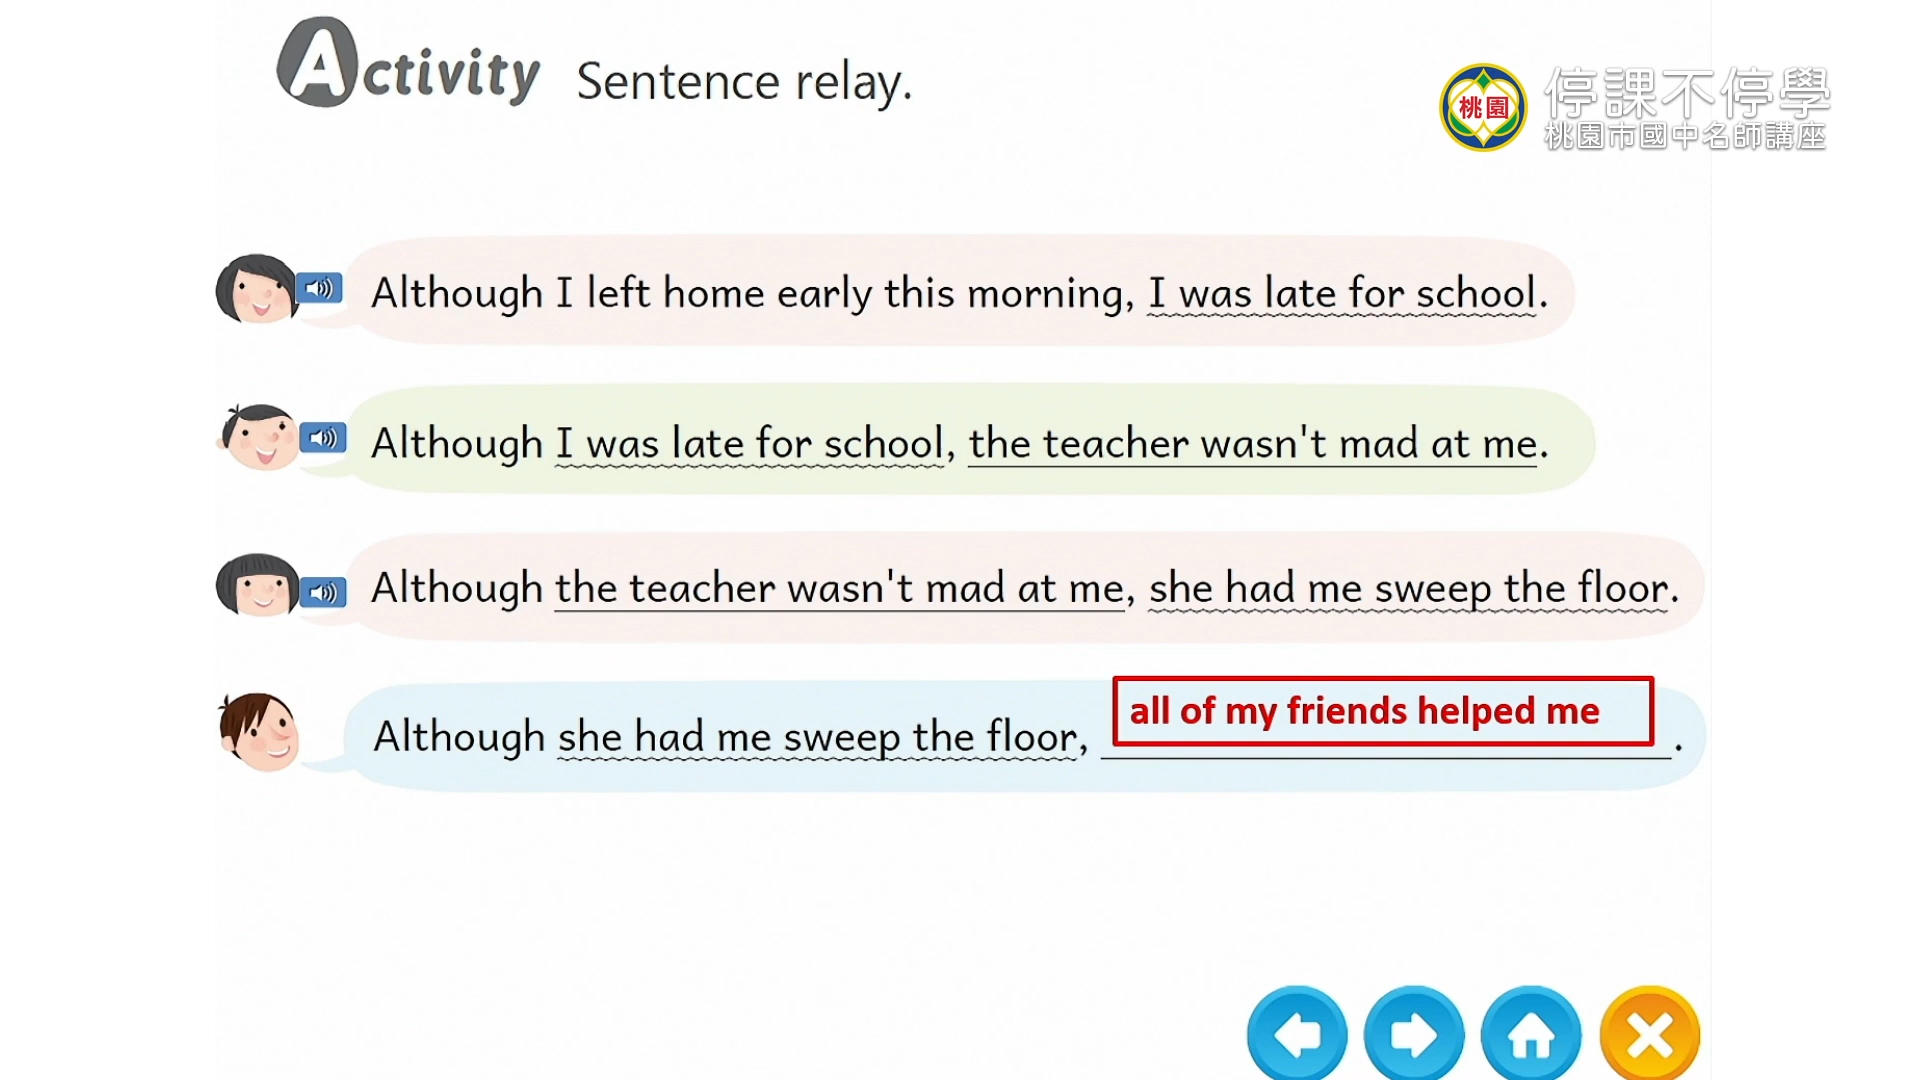 Activity Sentence relay.
桃園
停課不停學
桃園市國中名師講座
Although I left home early this morning, I was late for school.
Although I was late for school, the teacher wasn't mad at me.
Although the teacher wasn't mad at me, she had me sweep the floor.
all of my friends helped me
Although she had me sweep the floor, .